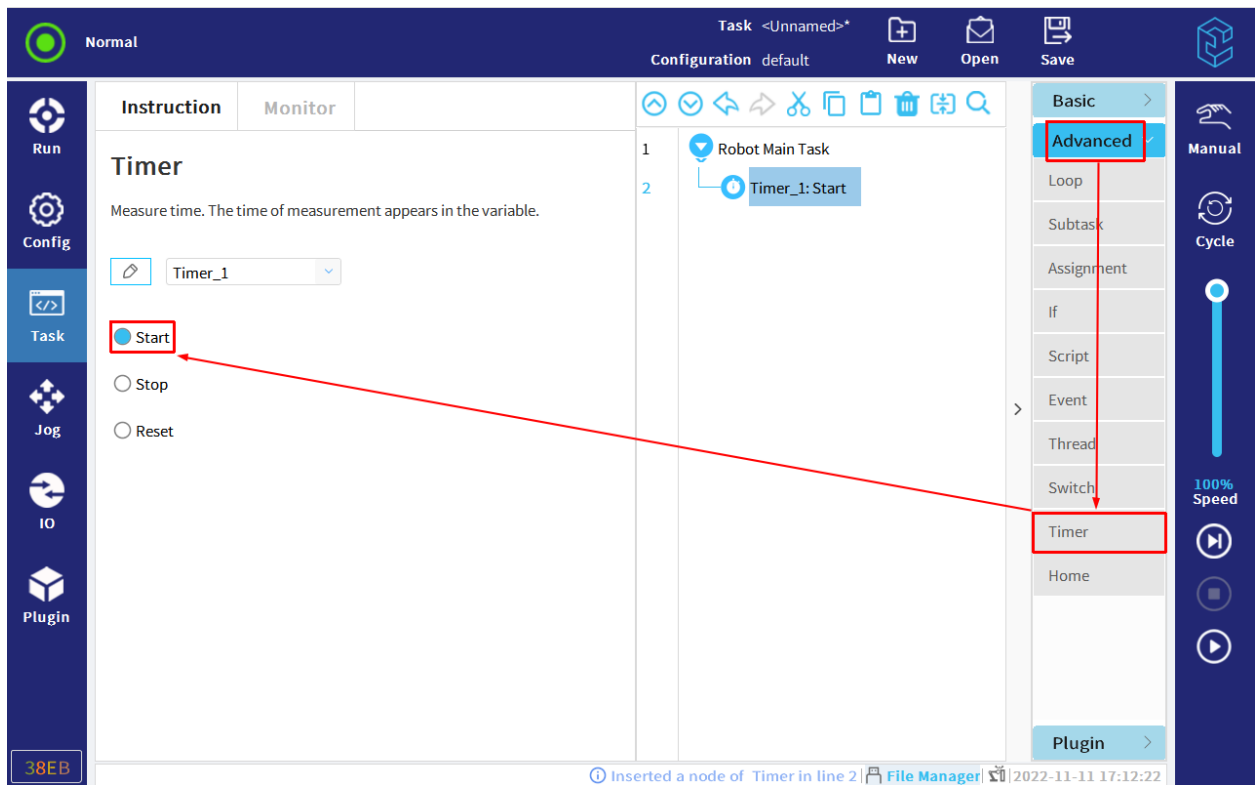 Normal
Task <Unnamed>*
Configuration default
New
Open
Save
Run
Config
Task
Jog
IO
Plugin
38EB
Instruction
Monitor
Timer
Measure time. The time of measurement appears in the variable.
Timer_1
Start
Stop
Reset
1 Robot Main Task
2 Timer_1: Start
Basic
Advanced
Loop
Subtask
Assignment
If
Script
Event
Thread
Switch
Timer
Home
Plugin
Manual
Cycle
100%
Speed
Inserted a node of Timer in line 2 File Manager 2022-11-11 17:12:22